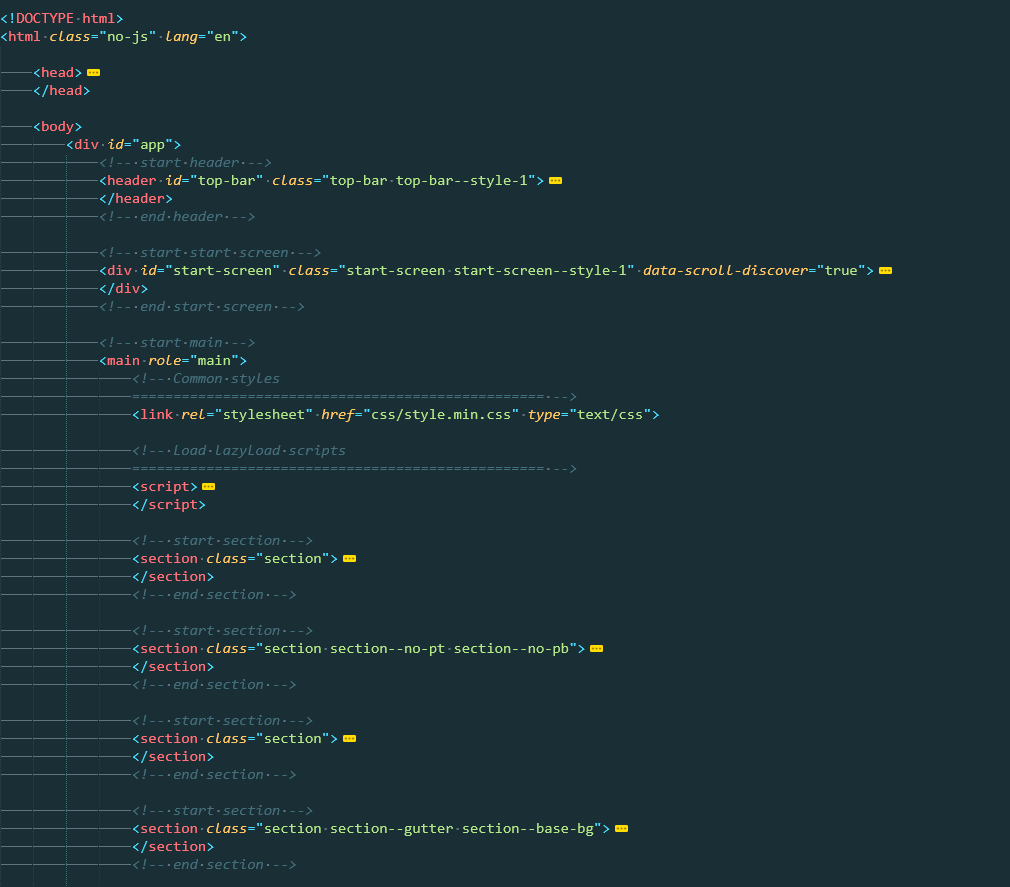 <!DOCTYPE html>
<html class="no-js" lang="en">
<head>
</head>
<body>
<div id="app">
<!-- start header -->
<header id="top-bar" class="top-bar top-bar--style-1">
</header>
<!-- end header -->
<!-- start start screen -->
<div id="start-screen" class="start-screen start-screen--style-1" data-scroll-discover="true">
</div>
<!-- end start screen -->
<!-- start main -->
<main role="main">
<!-- Common styles
================================================== -->
<link rel="stylesheet" href="css/style.min.css" type="text/css">
<!-- Load lazyLoad scripts
================================================== -->
<script>
</script>
<!-- start section -->
<section class="section">
</section>
<!-- end section -->
<!-- start section -->
<section class="section section--no-pt section--no-pb">
</section>
<!-- end section -->
<!-- start section -->
<section class="section">
</section>
<!-- end section -->
<!-- start section -->
<section class="section section--gutter section--base-bg">
</section>
<!-- end section -->